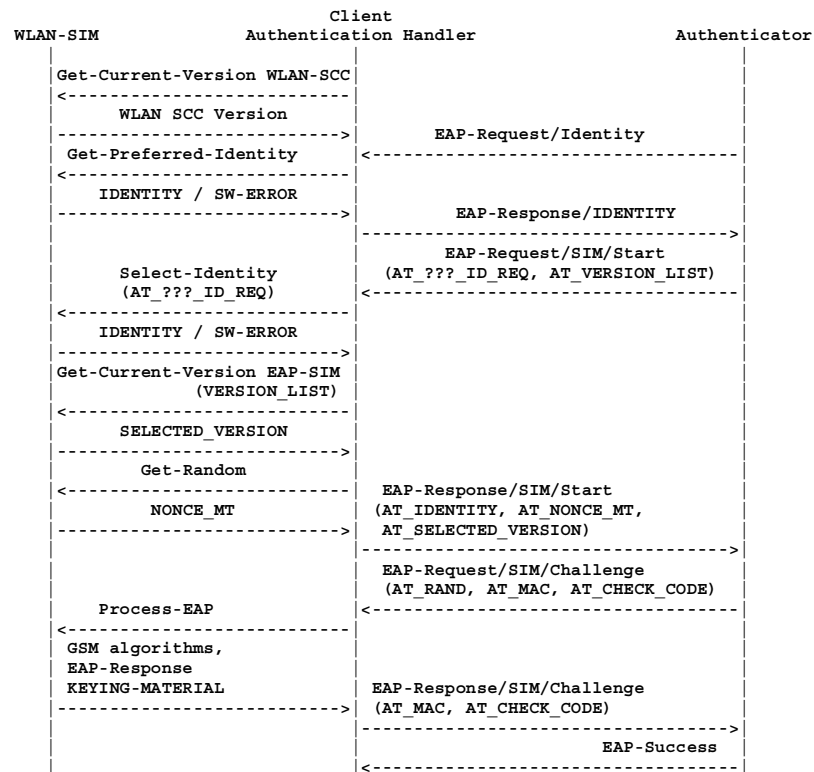 Client
WLAN-SIM Authentication Handler Authenticator
Get-Current-Version WLAN-SCC
WLAN SCC Version
EAP-Request/Identity
Get-Preferred-Identity
IDENTITY / SW-ERROR
EAP-Response/IDENTITY
EAP-Request/SIM/Start
Select-Identity (AT_???_ID_REQ, AT_VERSION_LIST)
(AT_???_ID_REQ)
IDENTITY / SW-ERROR
Get-Current-Version EAP-SIM
(VERSION_LIST)
SELECTED_VERSION
Get-Random
EAP-Response/SIM/Start
NONCE_MT (AT_IDENTITY, AT_NONCE_MT,
AT_SELECTED_VERSION)
EAP-Request/SIM/Challenge
(AT_RAND, AT_MAC, AT_CHECK_CODE)
Process-EAP
GSM algorithms,
EAP-Response
KEYING-MATERIAL EAP-Response/SIM/Challenge
(AT_MAC, AT_CHECK_CODE)
EAP-Success